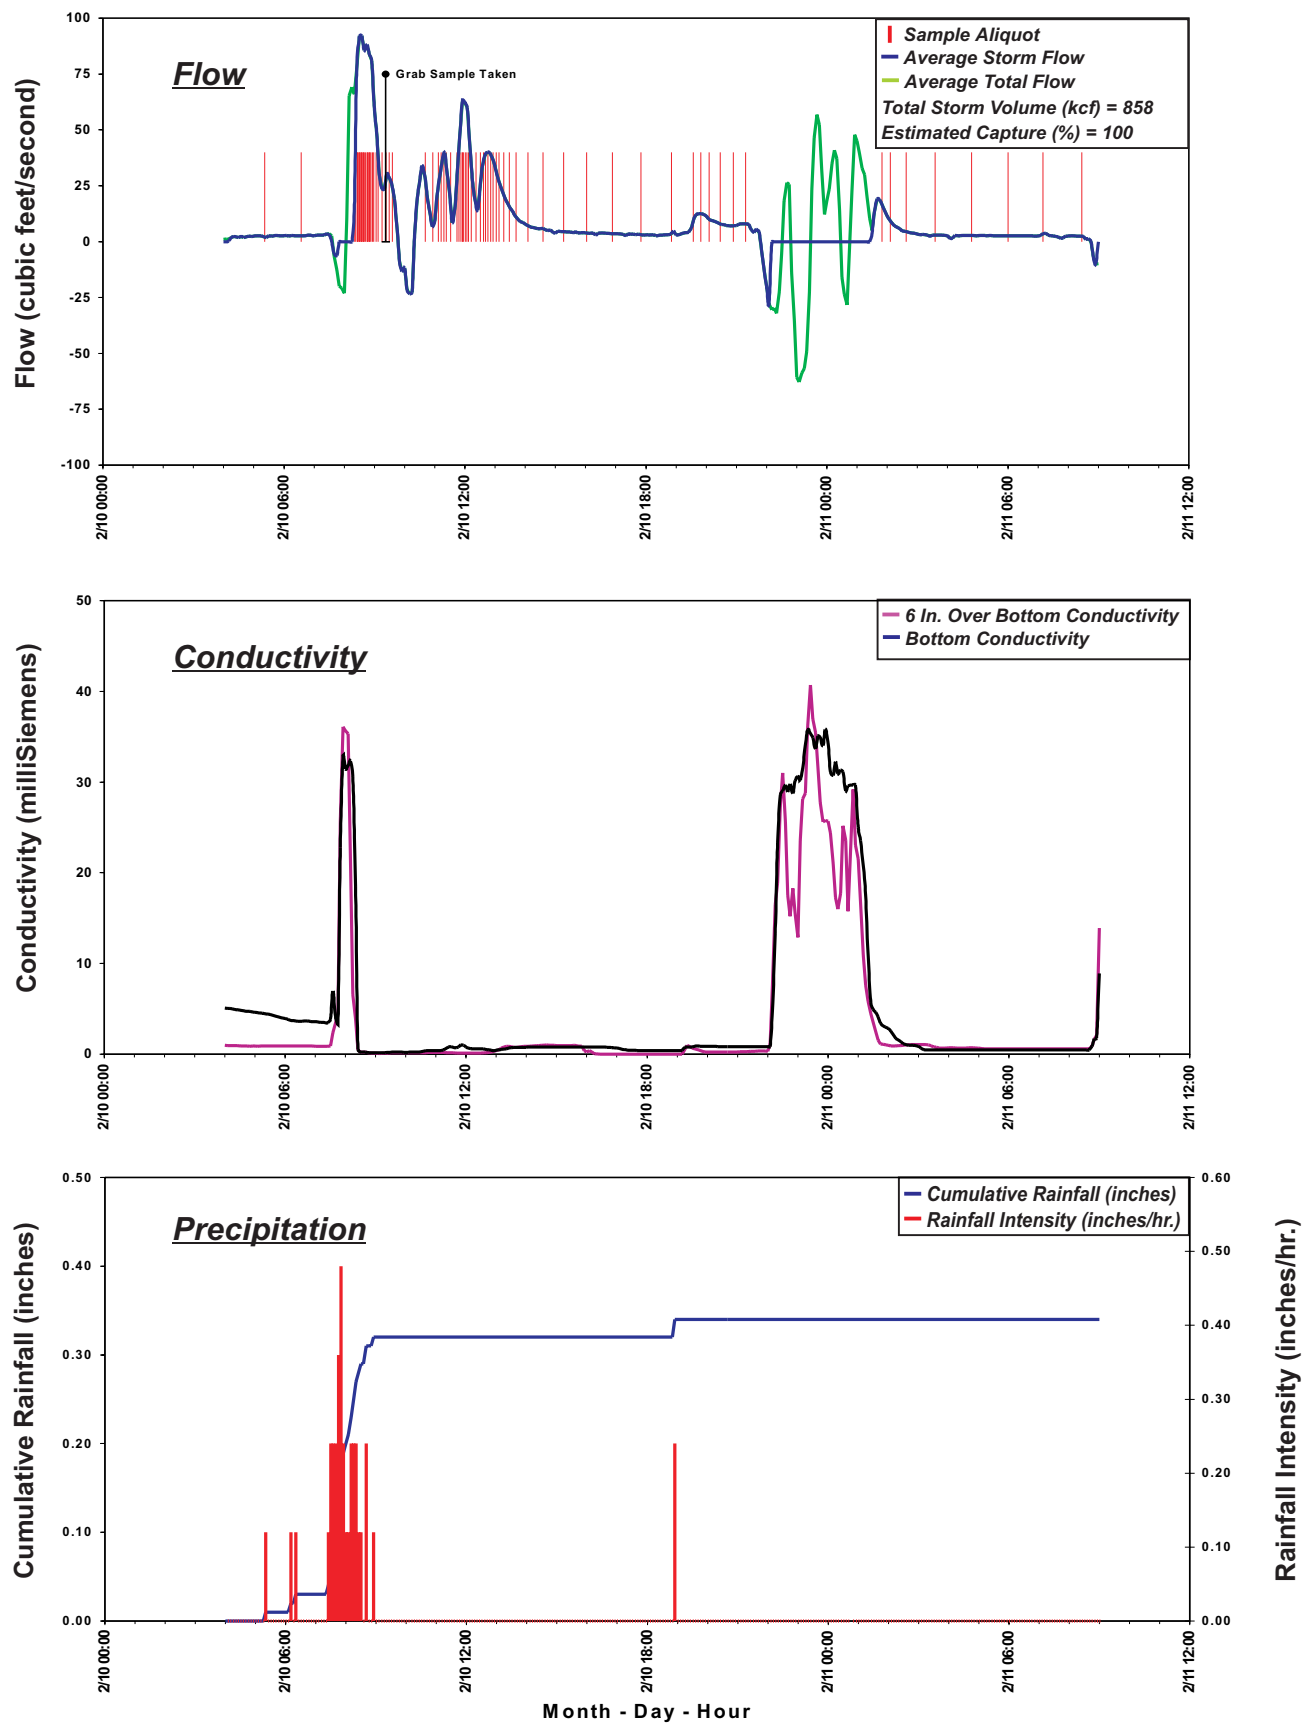 Flow
Sample Aliquot
Average Storm Flow
Average Total Flow
Total Storm Volume (kcf) = 858
Estimated Capture (%) = 100
Grab Sample Taken
Flow (cubic feet/second)
100
75
50
25
0
-25
-50
-75
-100
2/10 00:00
2/10 06:00
2/10 12:00
2/10 18:00
2/11 00:00
2/11 06:00
2/11 12:00
Conductivity
6 In. Over Bottom Conductivity
Bottom Conductivity
Conductivity (milliSiemens)
50
40
30
20
10
0
2/10 00:00
2/10 06:00
2/10 12:00
2/10 18:00
2/11 00:00
2/11 06:00
2/11 12:00
Precipitation
Cumulative Rainfall (inches)
Rainfall Intensity (inches/hr.)
Cumulative Rainfall (inches)
0.50
0.40
0.30
0.20
0.10
0.00
0.60
0.50
0.40
0.30
0.20
0.10
0.00
Rainfall Intensity (inches/hr.)
2/10 00:00
2/10 06:00
2/10 12:00
2/10 18:00
2/11 00:00
2/11 06:00
2/11 12:00
Month - Day - Hour